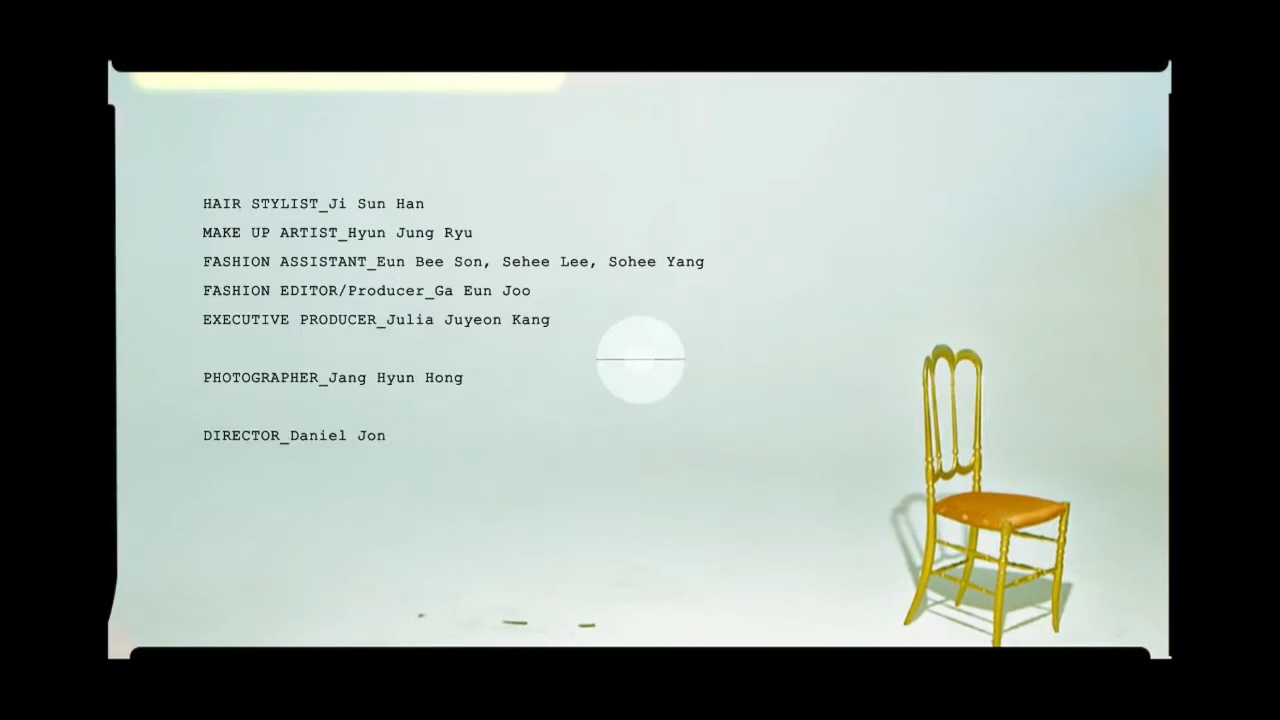 HAIR STYLIST_Ji Sun Han
MAKE UP ARTIST_Hyun Jung Ryu
FASHION ASSISTANT_Eun Bee Son, Sehee Lee, Sohee Yang
FASHION EDITOR/Producer_Ga Eun Joo
EXECUTIVE PRODUCER_Julia Juyeon Kang
PHOTOGRAPHER_Jang Hyun Hong
DIRECTOR_Daniel Jon